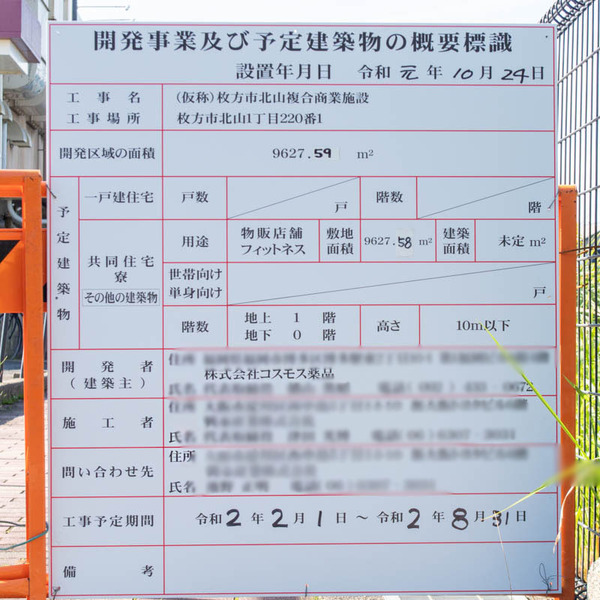 開発事業及び予定建築物の概要標識
設置年月日 令和 元 年 10 月 24 日
工事名 (仮称)枚方市北山複合商業施設
工事場所 枚方市北山1丁目220番1
開発区域の面積 9627.59 m²
予定建築物
一戸建住宅 戸数 戸 階数 階
共同住宅
寮
その他の建築物
用途 物販店舗 フィットネス 敷地面積 9627.58 m² 建築面積 未定 m²
世帯向け
単身向け 戸
階数 地上 1 階
地下 0 階 高さ 10m以下
開発者
(建築主)
住所
株式会社コスモス薬品
氏名 0672
施工者
住所
氏名
問い合わせ先
住所
氏名
工事予定期間 令和 2 年 2 月 1 日 ~ 令和 2 年 8 月 31 日
備考